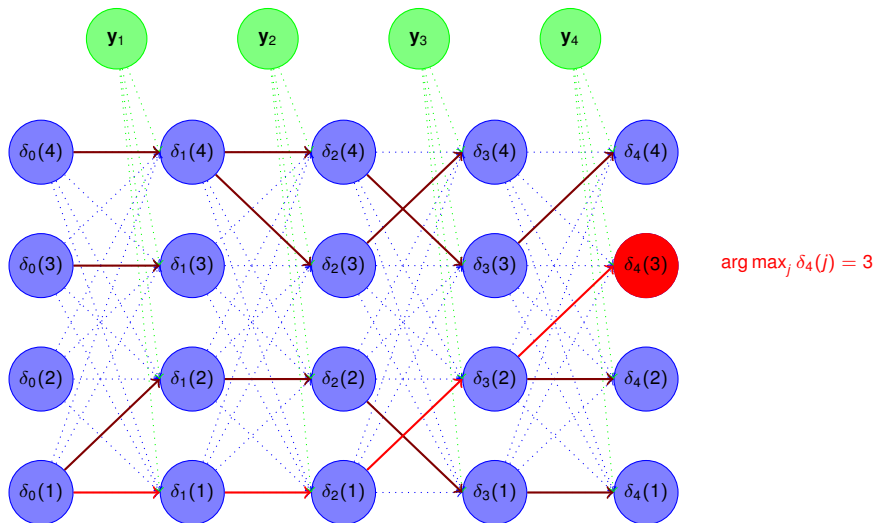 y₁ y₂ y₃ y₄
δ₀(4) δ₁(4) δ₂(4) δ₃(4) δ₄(4)
δ₀(3) δ₁(3) δ₂(3) δ₃(3) δ₄(3) arg maxⱼ δ₄(j) = 3
δ₀(2) δ₁(2) δ₂(2) δ₃(2) δ₄(2)
δ₀(1) δ₁(1) δ₂(1) δ₃(1) δ₄(1)